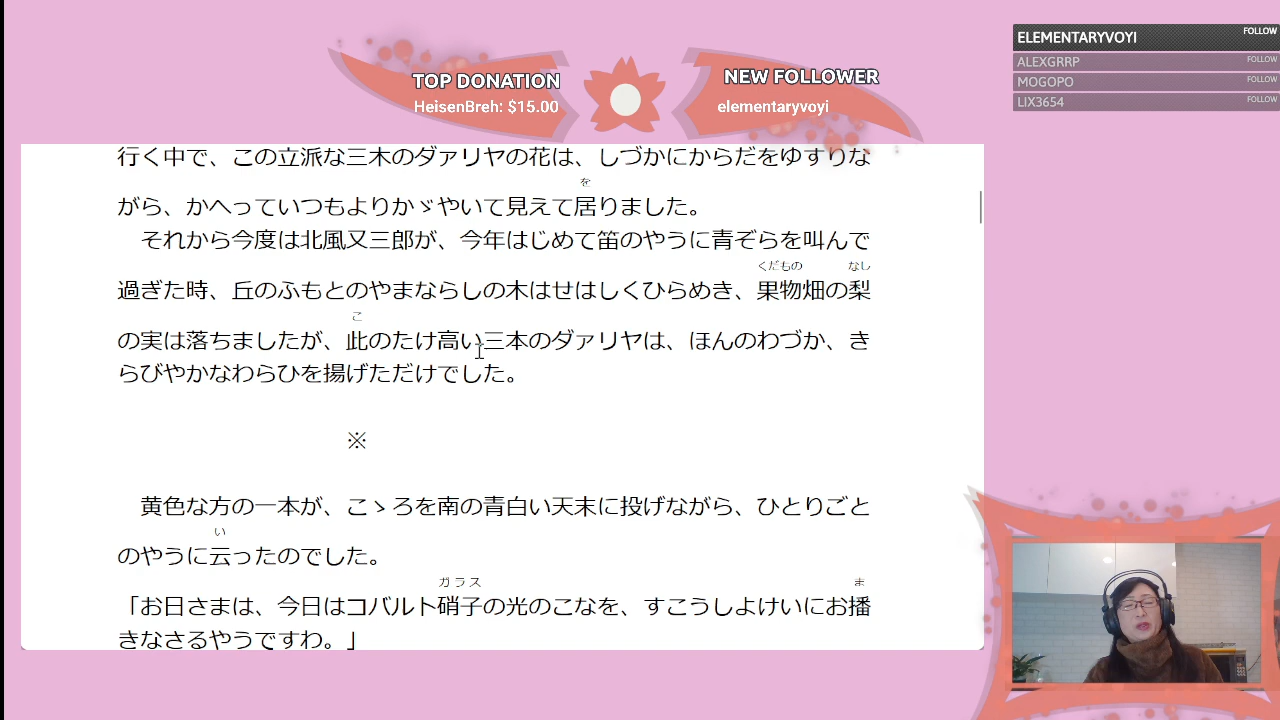 TOP DONATION
HeisenBreh: $15.00
NEW FOLLOWER
elementaryvoyi
ELEMENTARYVOYI FOLLOW
ALEXGRRP FOLLOW
MOGOPO FOLLOW
LIX3654 FOLLOW
行く中で、この立派な三本のダァリヤの花は、しづかにからだをゆすりな
を
がら、かへっていつもよりかゞやいて見えて居りました。
それから今度は北風又三郎が、今年はじめて笛のやうに青ぞらを叫んで
くだもの なし
過ぎた時、丘のふもとのやまならしの木はせはしくひらめき、果物畑の梨
こ
の実は落ちましたが、此のたけ高い三本のダァリヤは、ほんのわづか、き
らびやかなわらひを揚げただけでした。
※
黄色な方の一本が、こゝろを南の青白い天末に投げながら、ひとりごと
い
のやうに云ったのでした。
ガラス ま
「お日さまは、今日はコバルト硝子の光のこなを、すこうしよけいにお播
きなさるやうですわ。」